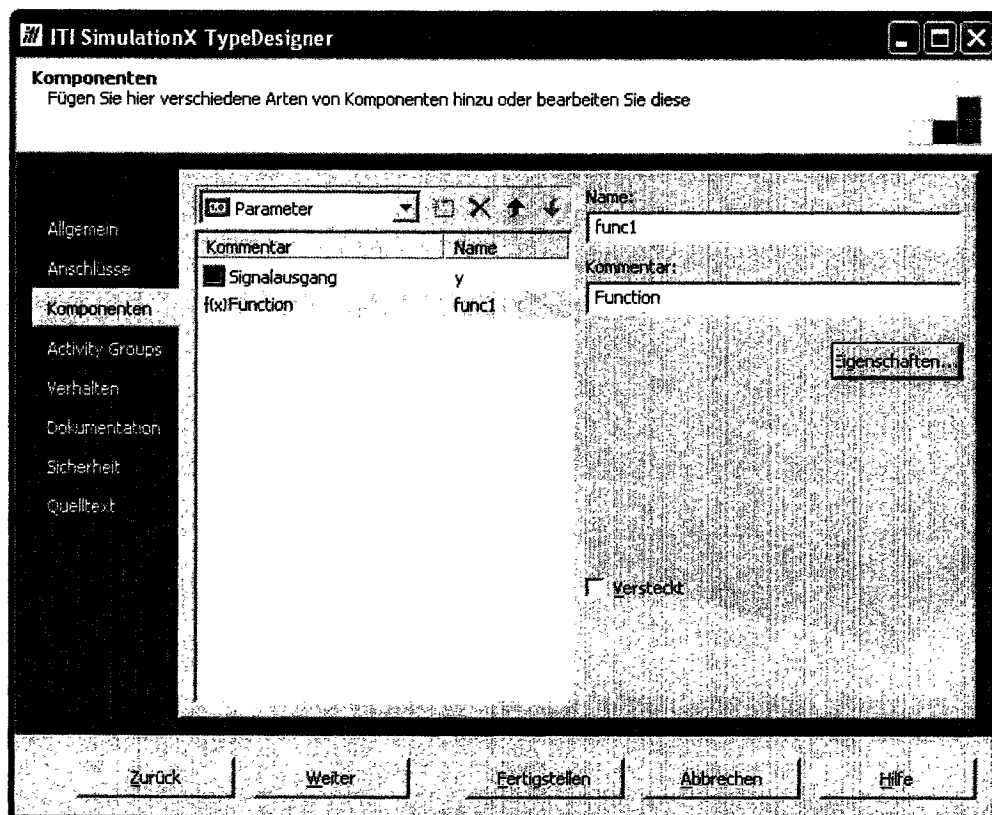 ITI SimulationX TypeDesigner
Komponenten
Fügen Sie hier verschiedene Arten von Komponenten hinzu oder bearbeiten Sie diese
Allgemein
Anschlüsse
Komponenten
Activity Groups
Verhalten
Dokumentation
Sicherheit
Quelltext
1.0 Parameter
Kommentar Name
Signalausgang y
f(x)Function func1
Name:
func1
Kommentar:
Function
Eigenschaften...
Versteckt
Zurück Weiter Fertigstellen Abbrechen Hilfe